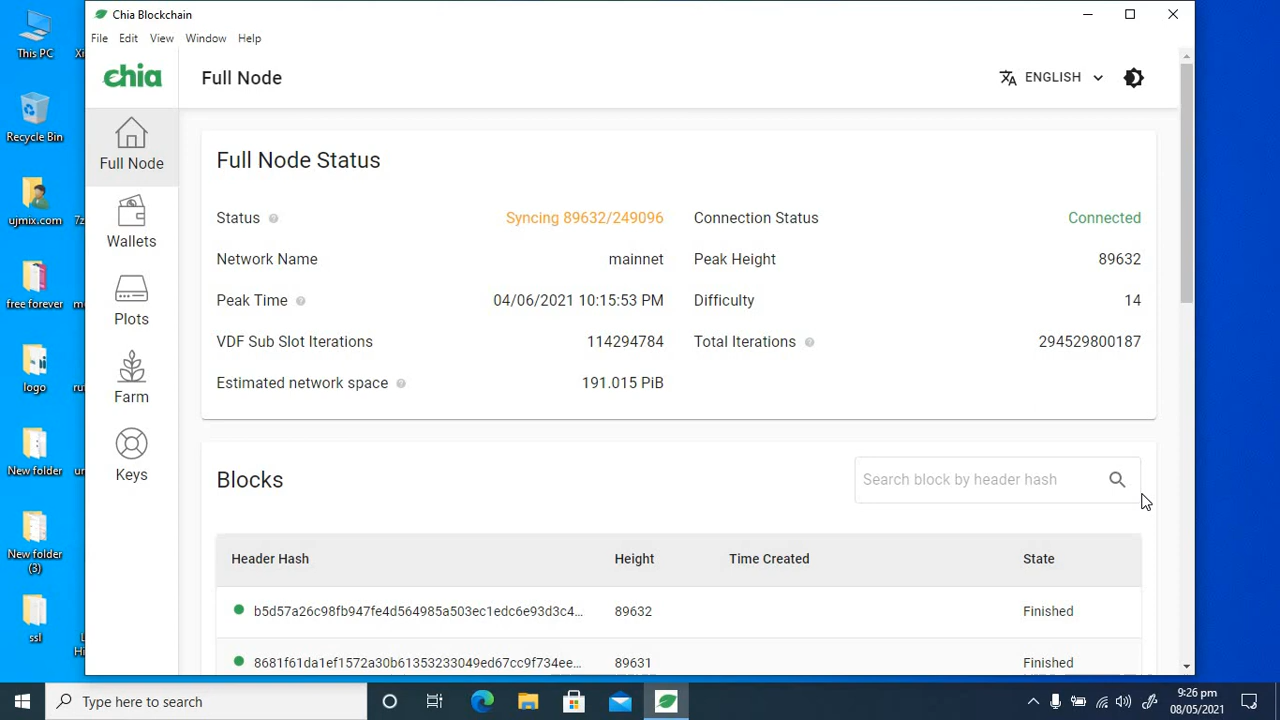 This PC
Xi
Recycle Bin
ujmix.com
7z
free forever
m
logo
ru
New folder
un
New folder
(3)
ssl
L
Hi
Chia Blockchain
File Edit View Window Help
chia
Full Node
ENGLISH
Full Node
Wallets
Plots
Farm
Keys
Full Node Status
Status ? Syncing 89632/249096 Connection Status Connected
Network Name mainnet Peak Height 89632
Peak Time ? 04/06/2021 10:15:53 PM Difficulty 14
VDF Sub Slot Iterations 114294784 Total Iterations ? 294529800187
Estimated network space ? 191.015 PiB
Blocks
Search block by header hash
Header Hash Height Time Created State
b5d57a26c98fb947fe4d564985a503ec1edc6e93d3c4... 89632 Finished
8681f61da1ef1572a30b61353233049ed67cc9f734ee... 89631 Finished
Type here to search
9:26 pm
08/05/2021